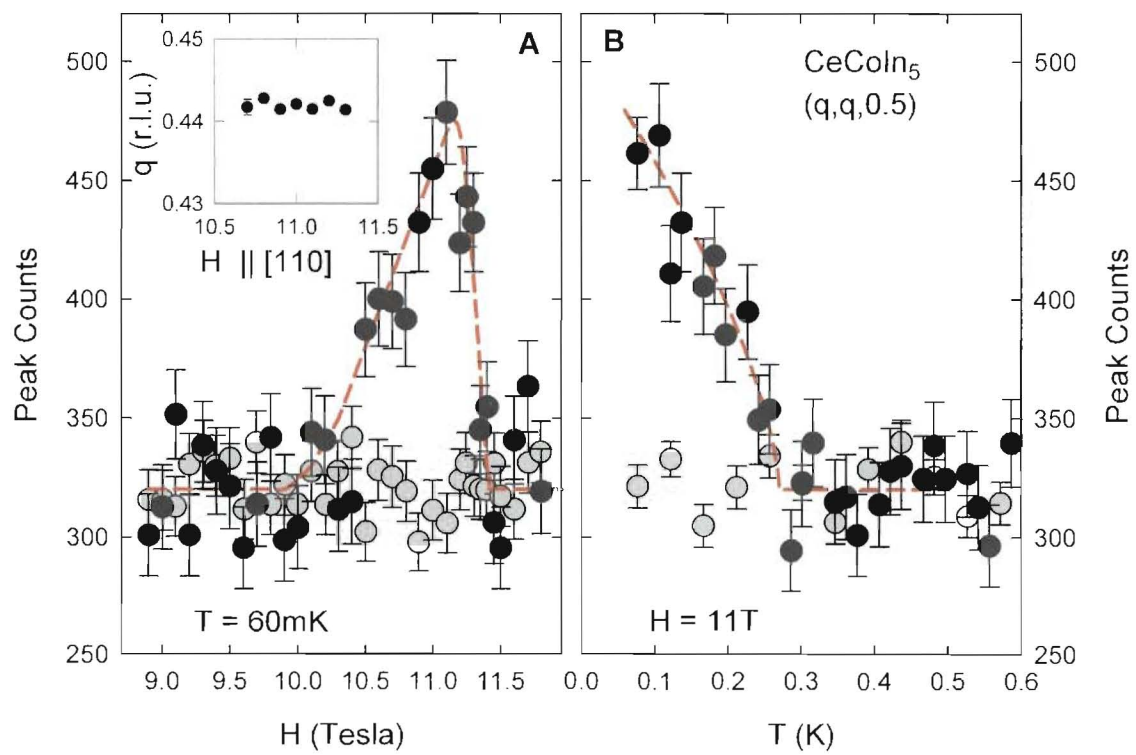 A
B
CeCoIn5
(q,q,0.5)
500
450
400
350
300
250
Peak Counts
0.45
0.44
0.43
q (r.l.u.)
10.5 11.0 11.5
H || [110]
T = 60mK
H = 11T
9.0 9.5 10.0 10.5 11.0 11.5
H (Tesla)
0.0 0.1 0.2 0.3 0.4 0.5 0.6
T (K)
500
450
400
350
300
250
Peak Counts